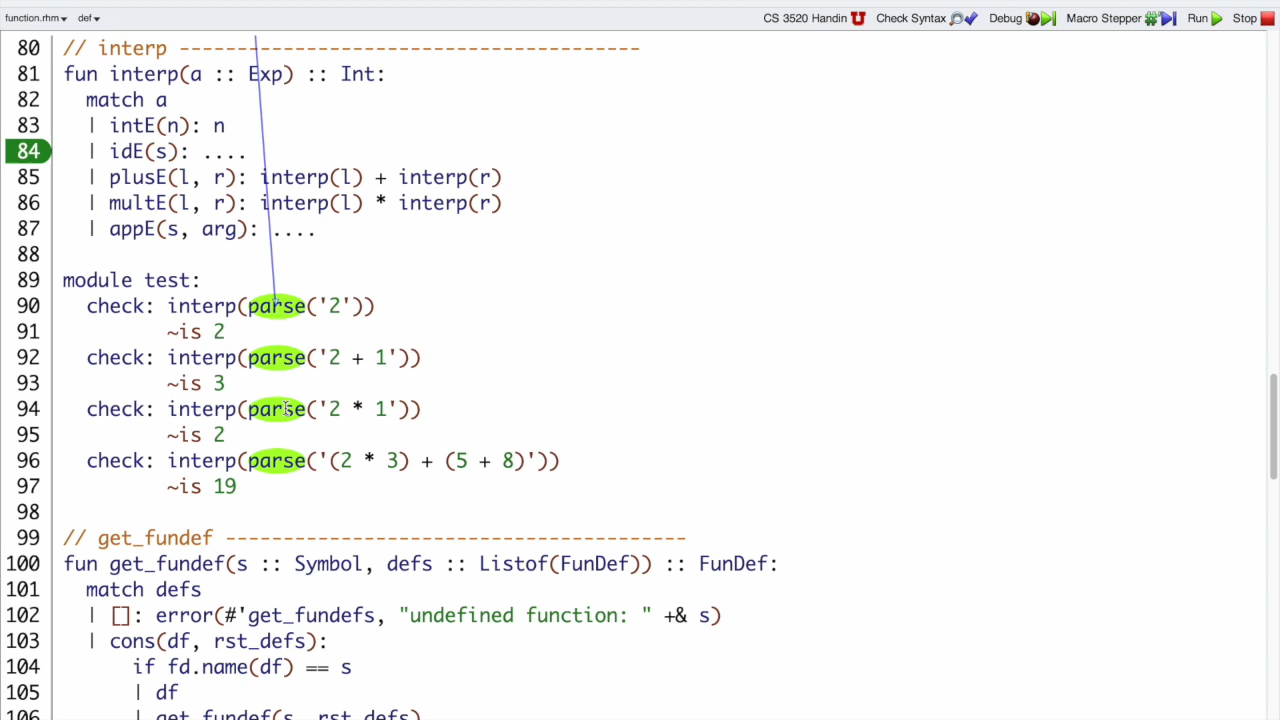 function.rhm▾ def▾ CS 3520 Handin Check Syntax Debug Macro Stepper Run Stop
80 // interp ----------------------------------------
81 fun interp(a :: Exp) :: Int:
82 match a
83 | intE(n): n
84 | idE(s): ....
85 | plusE(l, r): interp(l) + interp(r)
86 | multE(l, r): interp(l) * interp(r)
87 | appE(s, arg): ....
88
89 module test:
90 check: interp(parse('2'))
91 ~is 2
92 check: interp(parse('2 + 1'))
93 ~is 3
94 check: interp(parse('2 * 1'))
95 ~is 2
96 check: interp(parse('(2 * 3) + (5 + 8)'))
97 ~is 19
98
99 // get_fundef ----------------------------------------
100 fun get_fundef(s :: Symbol, defs :: Listof(FunDef)) :: FunDef:
101 match defs
102 | []: error(#'get_fundefs, "undefined function: " +& s)
103 | cons(df, rst_defs):
104 if fd.name(df) == s
105 | df
106 | get_fundef(s, rst_defs)